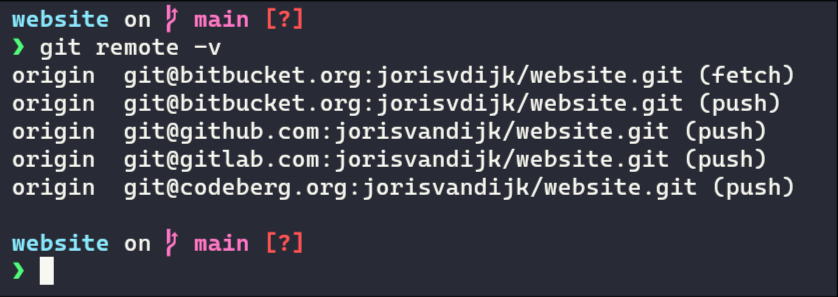 website on  main [?]
❯ git remote -v
origin  git@bitbucket.org:jorisvdijk/website.git (fetch)
origin  git@bitbucket.org:jorisvdijk/website.git (push)
origin  git@github.com:jorisvandijk/website.git (push)
origin  git@gitlab.com:jorisvandijk/website.git (push)
origin  git@codeberg.org:jorisvandijk/website.git (push)
website on  main [?]
❯